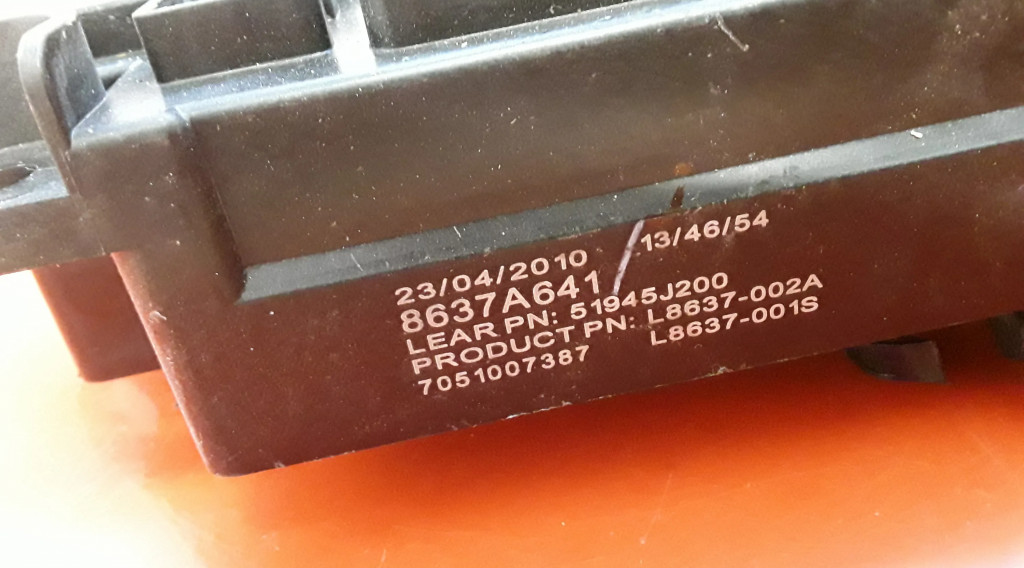 23/04/2010 13/46/54
8637A641
LEAR PN: 51945J200
PRODUCT PN: L8637-002A
7051007387 L8637-001S